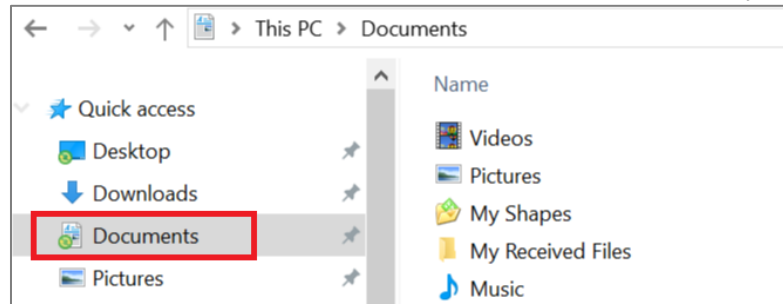 This PC > Documents
Quick access
Desktop
Downloads
Documents
Pictures
Name
Videos
Pictures
My Shapes
My Received Files
Music